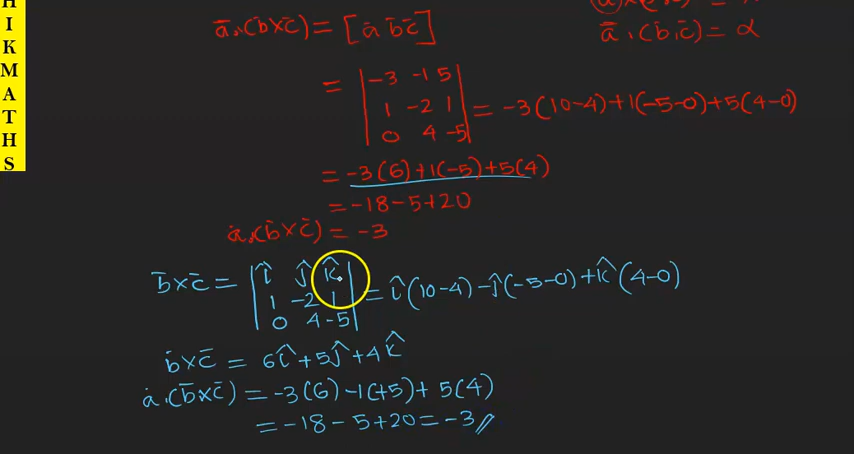 HIKMATHS
ā.(b̄×c̄) = [ā b̄ c̄]
ā.(b̄.c̄) = α
= |-3 -1 5|
|1 -2 1| = -3(10-4)+1(-5-0)+5(4-0)
|0 4 -5|
= -3(6)+1(-5)+5(4)
= -18-5+20
ā.(b̄×c̄) = -3
b̄×c̄ = |î ĵ k̂|
|1 -2 1| = î(10-4)-ĵ(-5-0)+k̂(4-0)
|0 4 -5|
b̄×c̄ = 6î+5ĵ+4k̂
ā.(b̄×c̄) = -3(6)-1(+5)+5(4)
= -18-5+20 = -3//